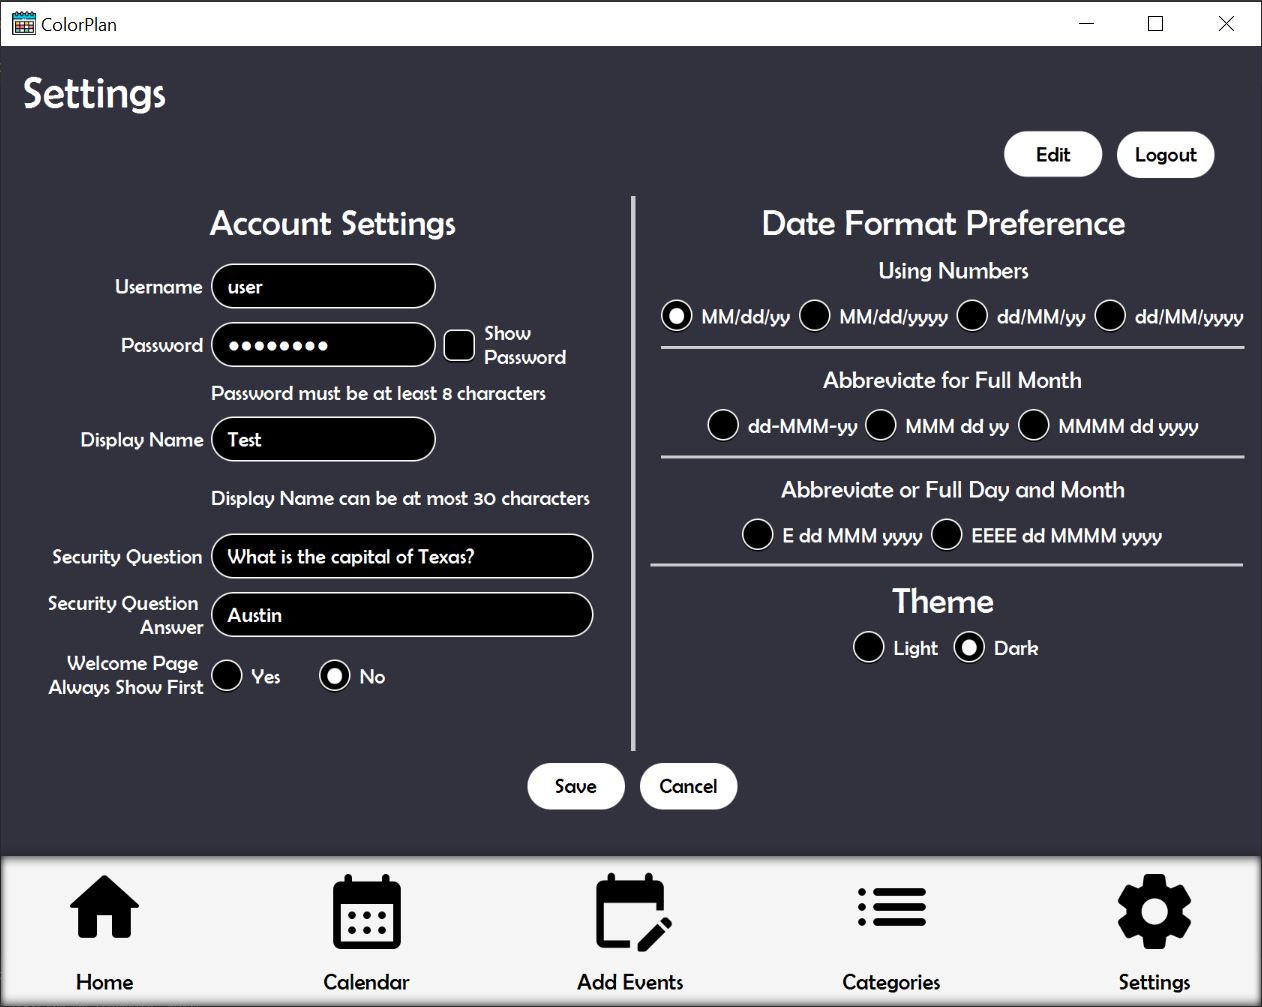 ColorPlan
Settings
Edit
Logout
Account Settings
Username
user
Password
●●●●●●●●
Show
Password
Password must be at least 8 characters
Display Name
Test
Display Name can be at most 30 characters
Security Question
What is the capital of Texas?
Security Question
Answer
Austin
Welcome Page
Always Show First
Yes
No
Date Format Preference
Using Numbers
MM/dd/yy
MM/dd/yyyy
dd/MM/yy
dd/MM/yyyy
Abbreviate for Full Month
dd-MMM-yy
MMM dd yy
MMMM dd yyyy
Abbreviate or Full Day and Month
E dd MMM yyyy
EEEE dd MMMM yyyy
Theme
Light
Dark
Save
Cancel
Home
Calendar
Add Events
Categories
Settings